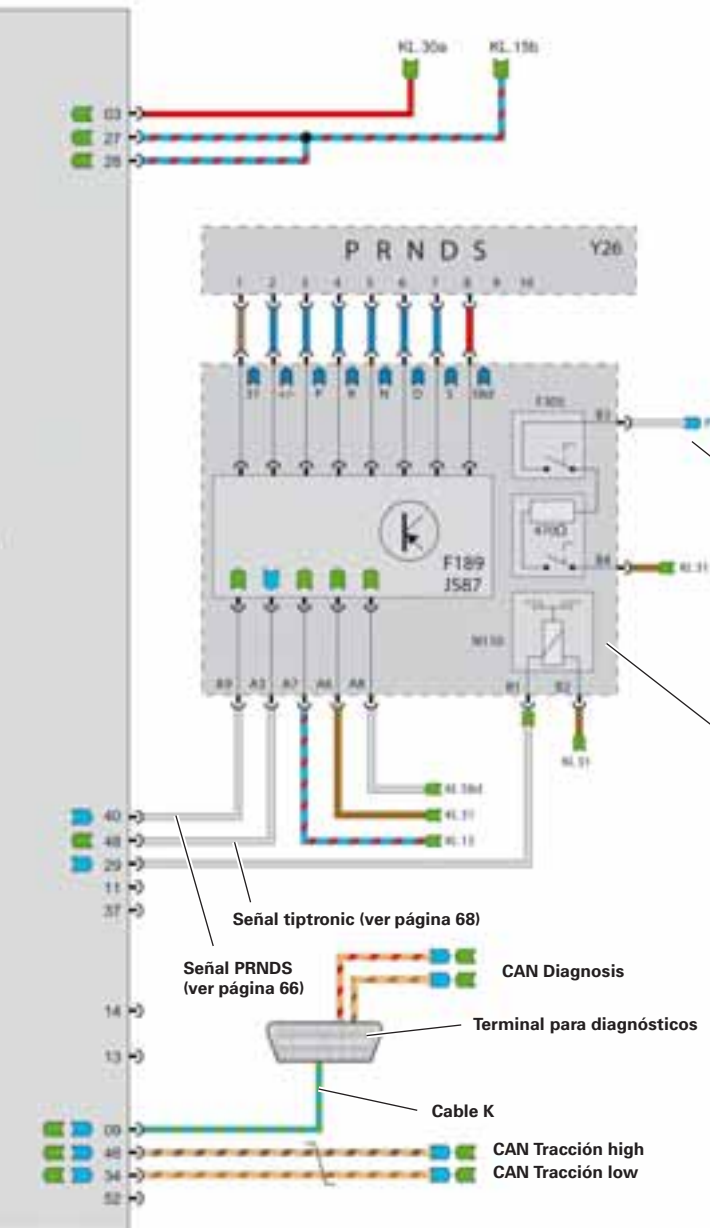 KL.30a KL.15b
03
27
28
P R N D S Y26
1 2 3 4 5 6 7 8 9 10
31 +/- P R N D S 58d
F305
B3
470Ω
B4
KL.31
F189
J587
N110
A9 A3 A7 A6 A8 B1 B2
KL.31
KL.58d
40
KL.31
48
KL.15
29
11
37
Señal tiptronic (ver página 68)
Señal PRNDS
(ver página 66)
CAN Diagnosis
14
Terminal para diagnósticos
13
Cable K
09
46
CAN Tracción high
34
CAN Tracción low
52